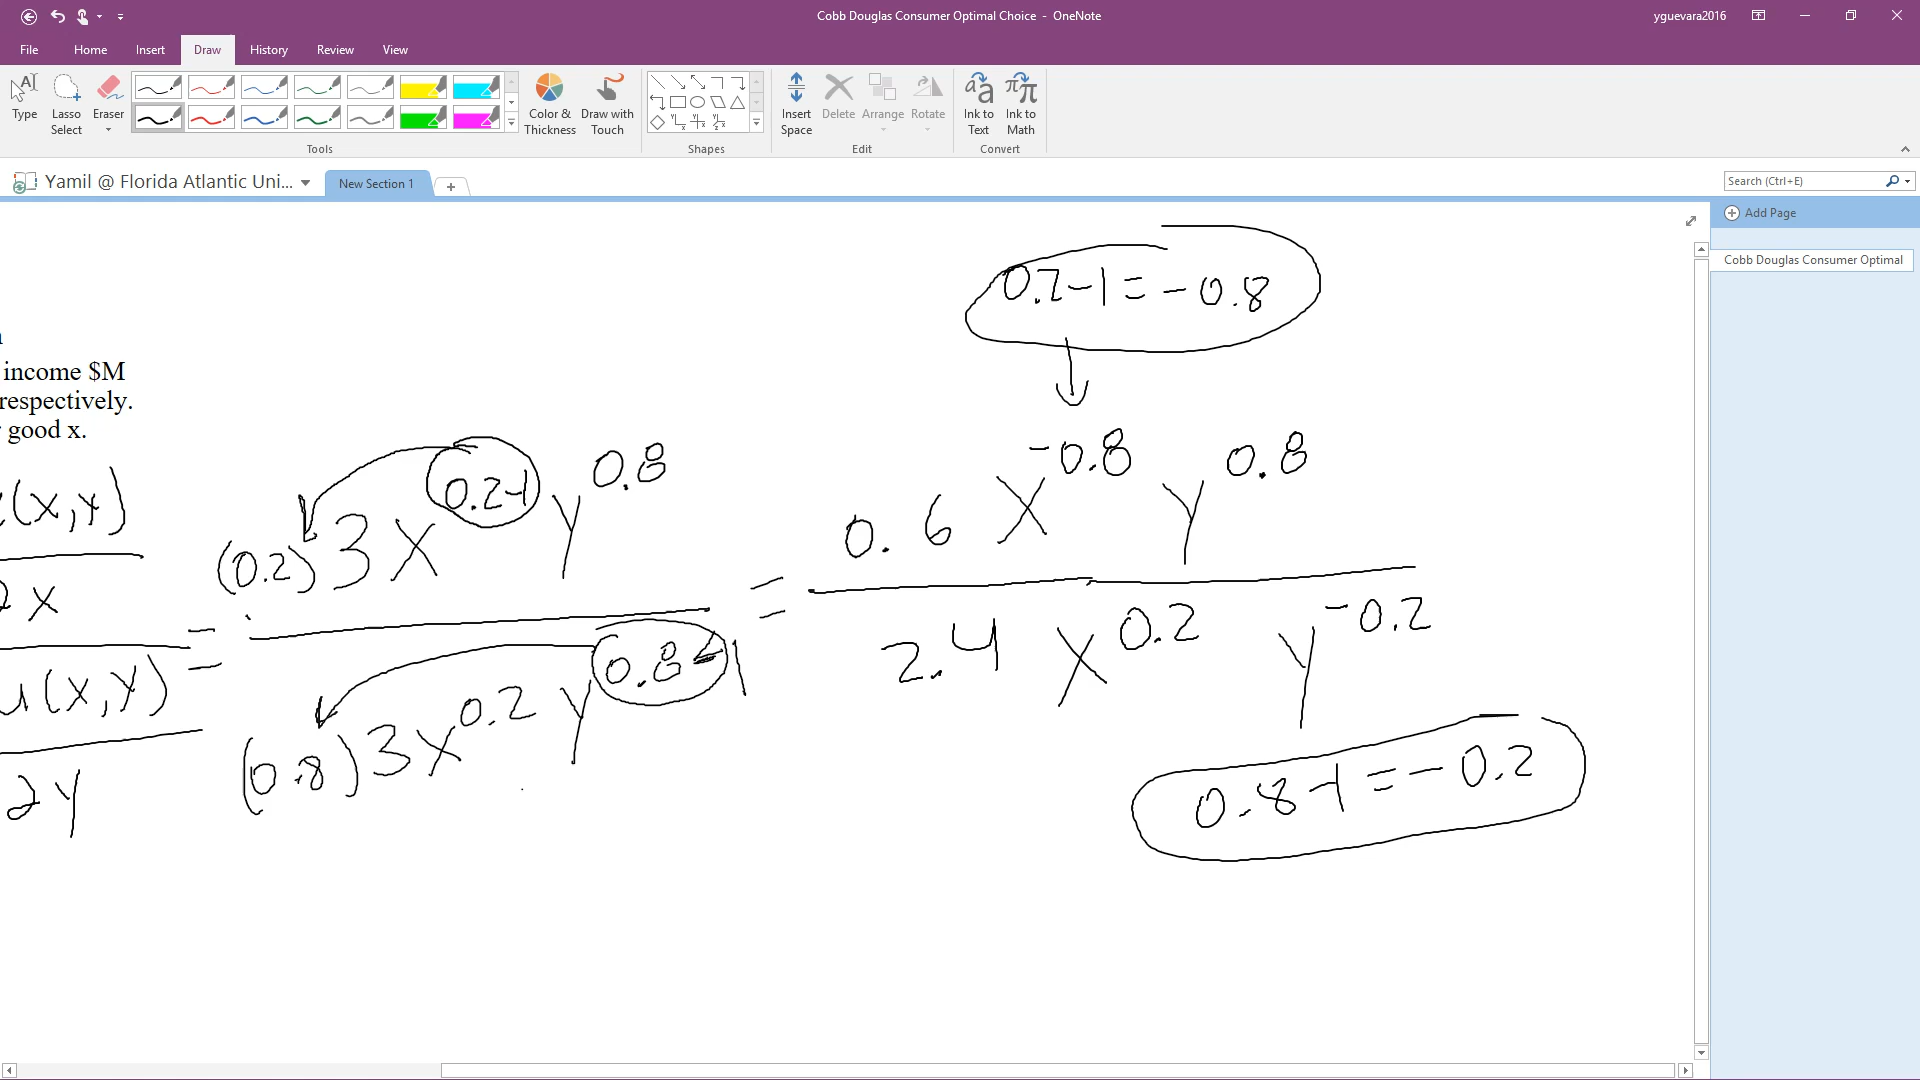 Cobb Douglas Consumer Optimal Choice - OneNote
yguevara2016
File Home Insert Draw History Review View
Type
Lasso Select
Eraser
Color & Thickness
Draw with Touch
Insert Space
Delete
Arrange
Rotate
Ink to Text
Ink to Math
Tools
Shapes
Edit
Convert
Yamil @ Florida Atlantic Uni...
New Section 1
Search (Ctrl+E)
Add Page
Cobb Douglas Consumer Optimal
income $M
respectively.
good x.
0.2-1=-0.8
(x,y)
∂x
u(x,y)
∂y
=
(0.2)3x^0.2-1 y^0.8
(0.8)3x^0.2 y^0.8-1
=
0.6 x^-0.8 y^0.8
2.4 x^0.2 y^-0.2
0.8-1=-0.2